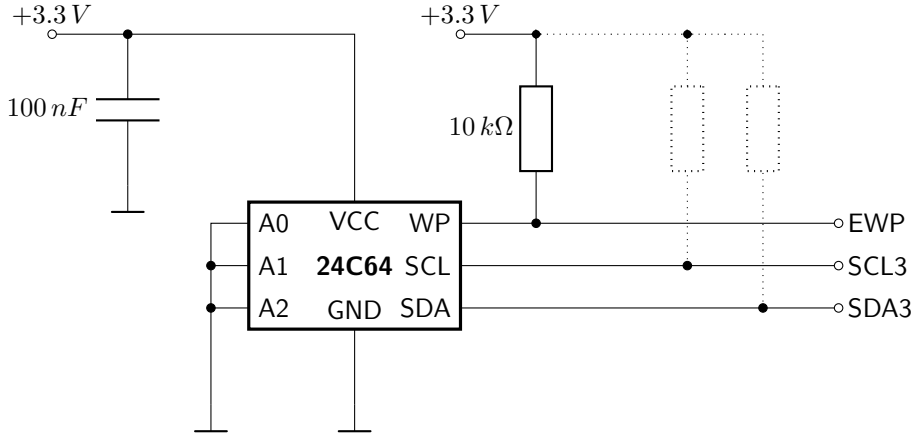 +3.3 V
+3.3 V
100 nF
10 kΩ
A0 VCC WP EWP
A1 24C64 SCL SCL3
A2 GND SDA SDA3